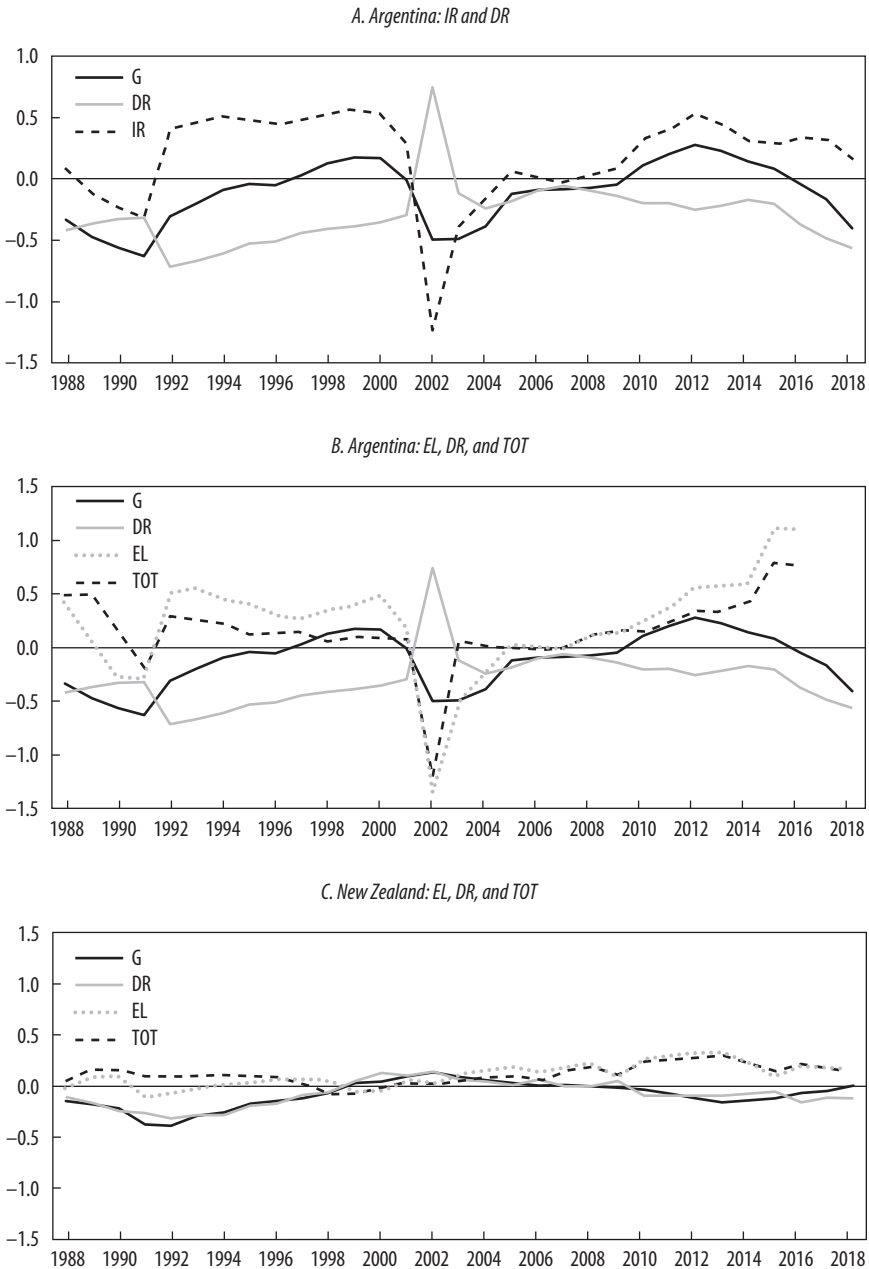 A. Argentina: IR and DR
1.0
G
DR
0.5
IR
0.0
−0.5
−1.0
−1.5
1988 1990 1992 1994 1996 1998 2000 2002 2004 2006 2008 2010 2012 2014 2016 2018
B. Argentina: EL, DR, and TOT
1.5
G
DR
1.0
EL
TOT
0.5
0.0
−0.5
−1.0
−1.5
1988 1990 1992 1994 1996 1998 2000 2002 2004 2006 2008 2010 2012 2014 2016 2018
C. New Zealand: EL, DR, and TOT
1.5
G
DR
1.0
EL
TOT
0.5
0.0
−0.5
−1.0
−1.5
1988 1990 1992 1994 1996 1998 2000 2002 2004 2006 2008 2010 2012 2014 2016 2018